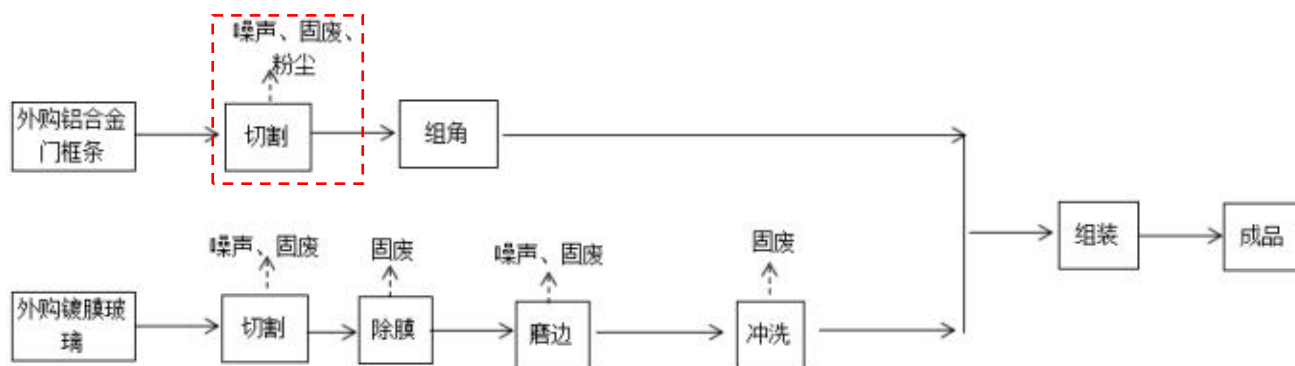 噪声、固废、
粉尘
外购铝合金
门框条
切割
组角
噪声、固废
固废
噪声、固废
固废
组装
成品
外购镀膜玻
璃
切割
除膜
磨边
冲洗